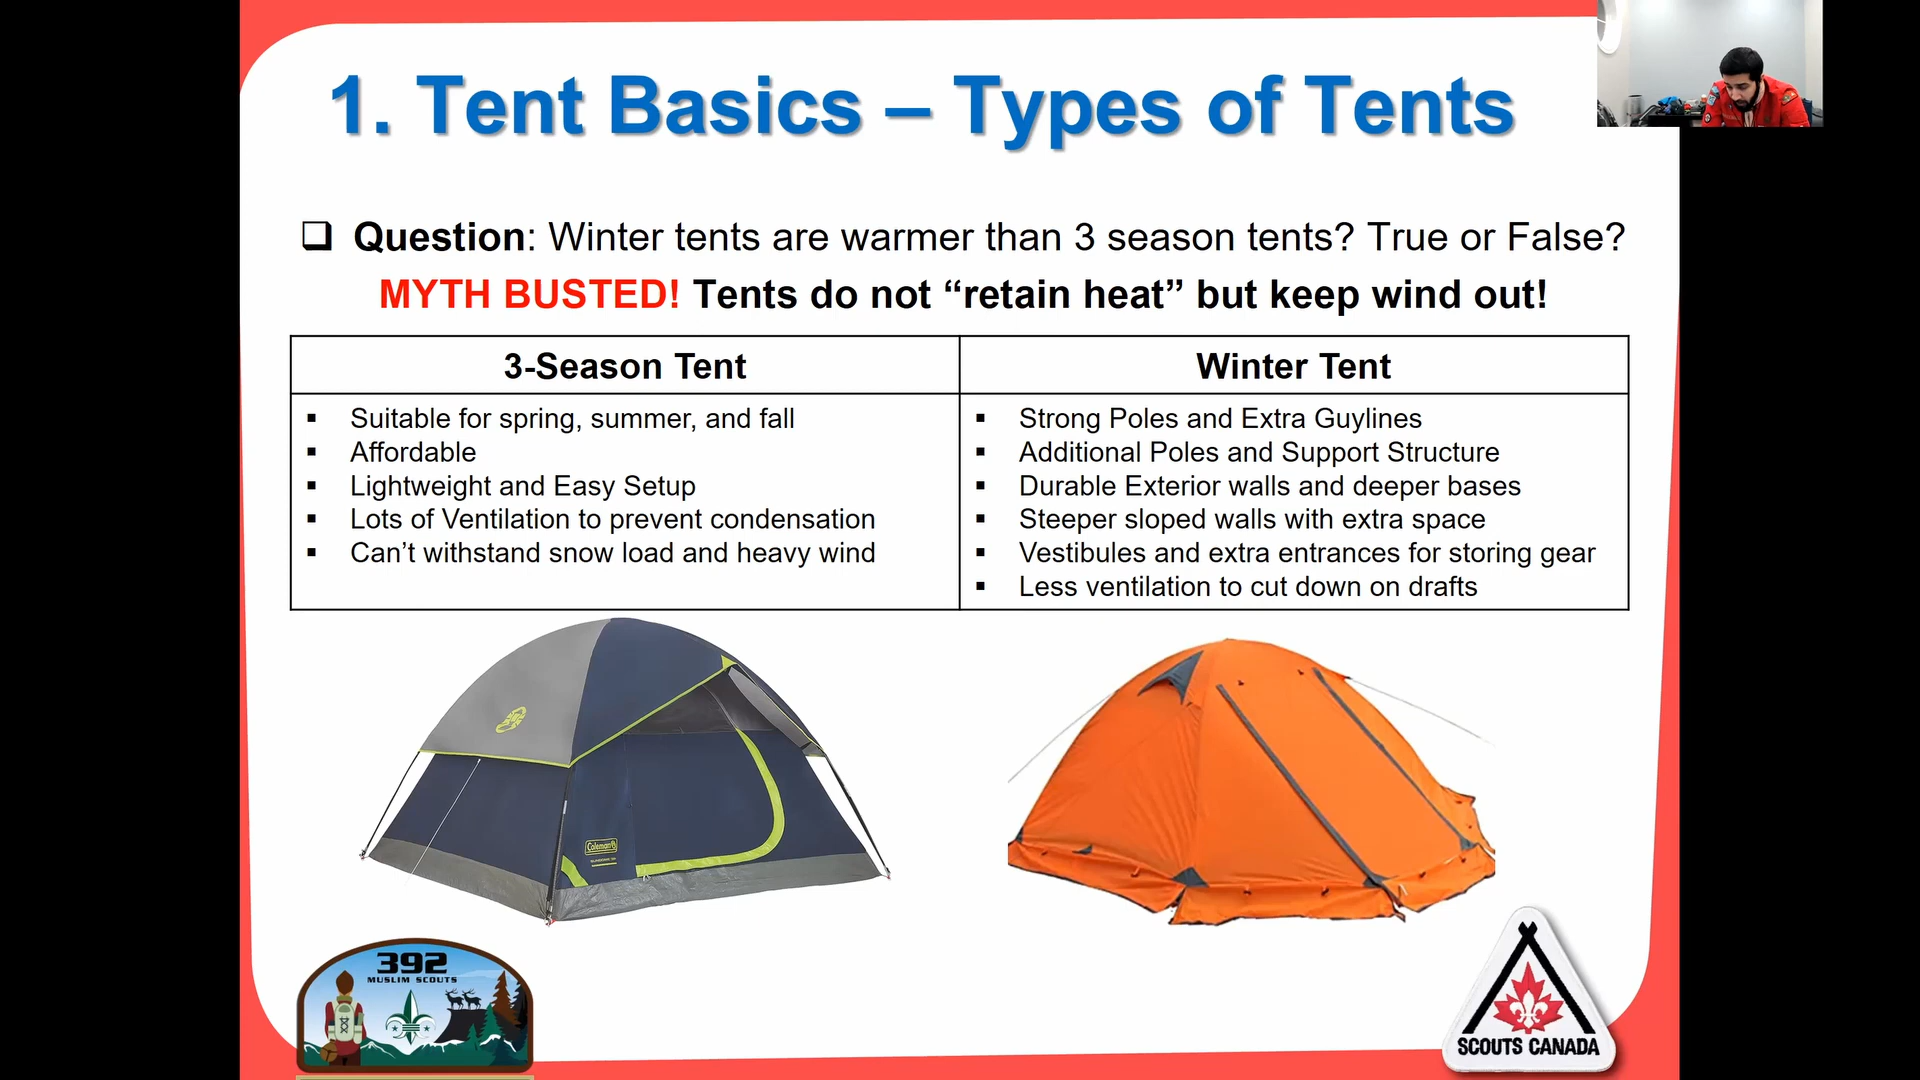 1. Tent Basics – Types of Tents
❑ Question: Winter tents are warmer than 3 season tents? True or False?
MYTH BUSTED! Tents do not “retain heat” but keep wind out!
3-Season Tent
▪ Suitable for spring, summer, and fall
▪ Affordable
▪ Lightweight and Easy Setup
▪ Lots of Ventilation to prevent condensation
▪ Can’t withstand snow load and heavy wind
Winter Tent
▪ Strong Poles and Extra Guylines
▪ Additional Poles and Support Structure
▪ Durable Exterior walls and deeper bases
▪ Steeper sloped walls with extra space
▪ Vestibules and extra entrances for storing gear
▪ Less ventilation to cut down on drafts
Coleman
392
MUSLIM SCOUTS
SCOUTS CANADA